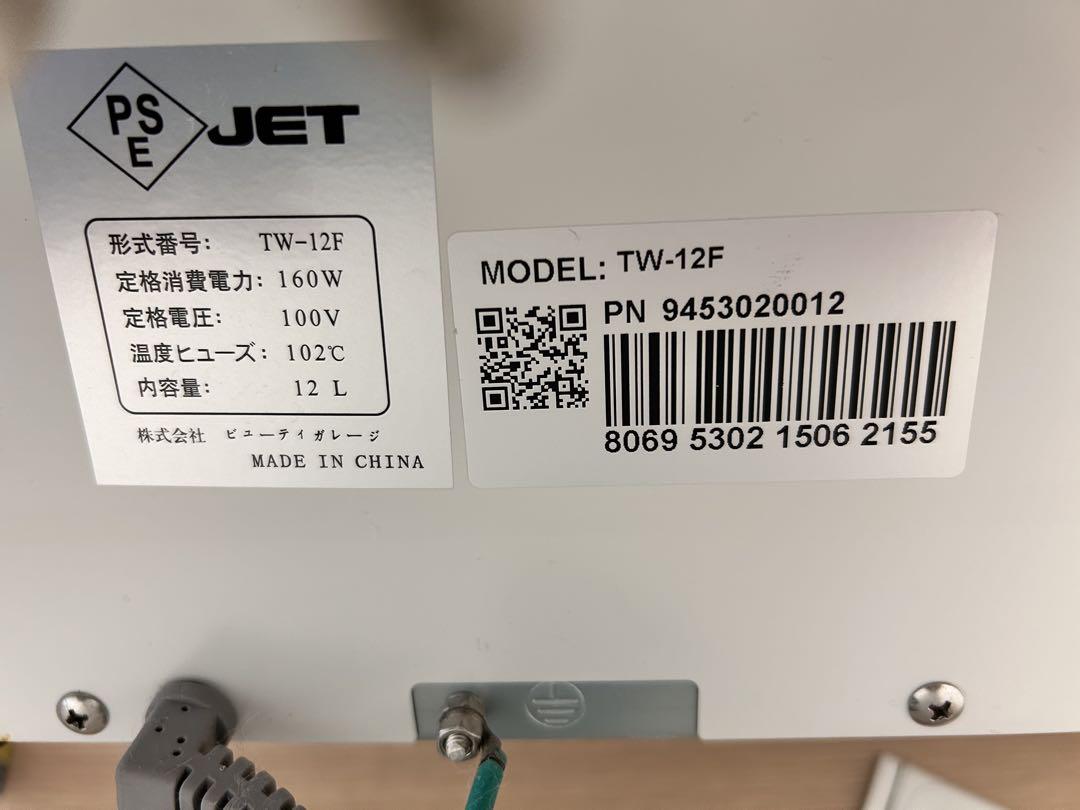 PSE JET
形式番号: TW-12F
定格消費電力: 160W
定格電圧: 100V
温度ヒューズ: 102℃
内容量: 12 L
株式会社 ビューティガレージ
MADE IN CHINA
MODEL: TW-12F
PN 9453020012
8069 5302 1506 2155